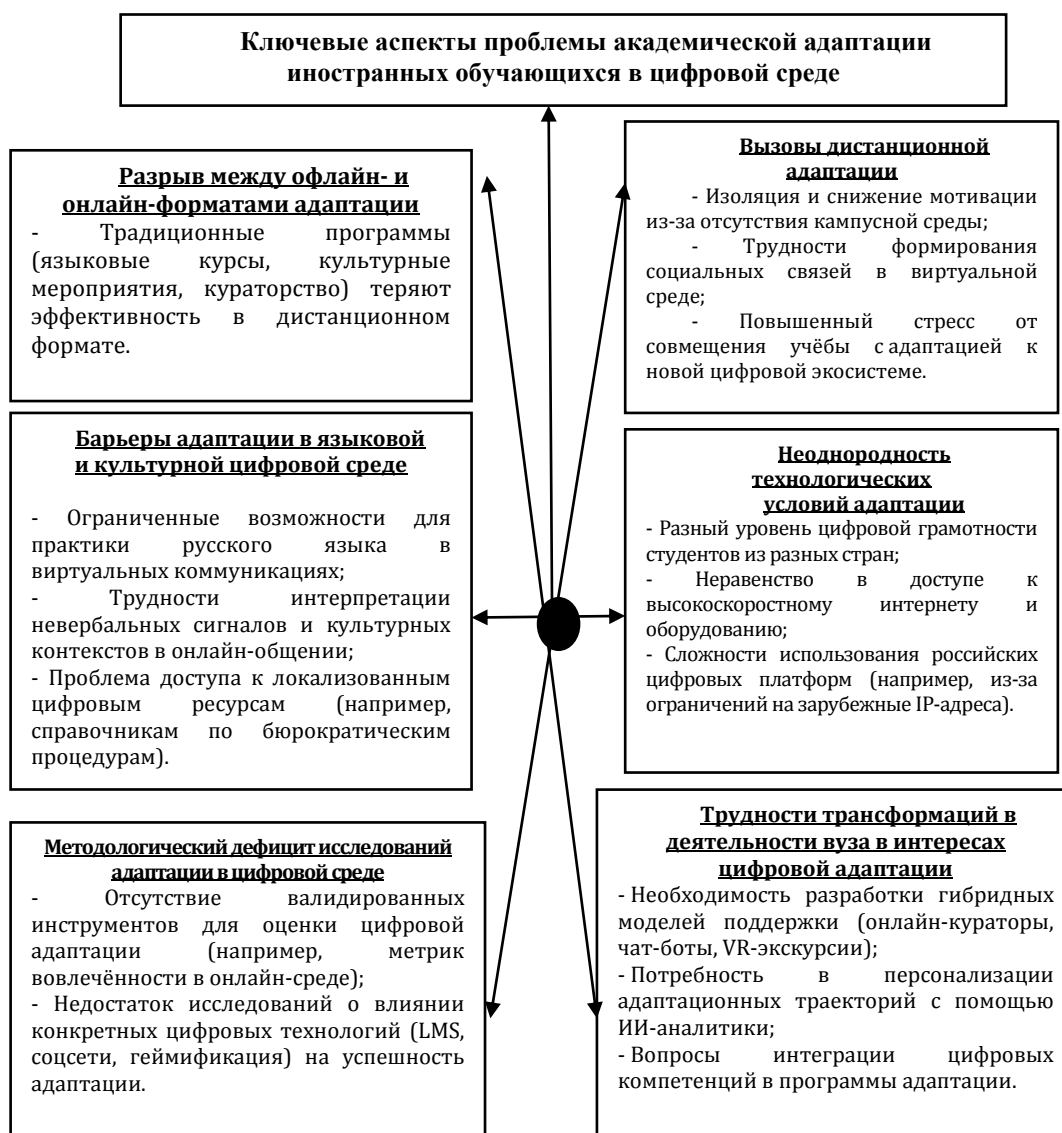 Ключевые аспекты проблемы академической адаптации
иностранных обучающихся в цифровой среде
Разрыв между офлайн- и
онлайн-форматами адаптации
- Традиционные программы
(языковые курсы, культурные
мероприятия, кураторство) теряют
эффективность в дистанционном
формате.
Вызовы дистанционной
адаптации
- Изоляция и снижение мотивации
из-за отсутствия кампусной среды;
- Трудности формирования
социальных связей в виртуальной
среде;
- Повышенный стресс от
совмещения учёбы с адаптацией к
новой цифровой экосистеме.
Барьеры адаптации в языковой
и культурной цифровой среде
- Ограниченные возможности для
практики русского языка в
виртуальных коммуникациях;
- Трудности интерпретации
невербальных сигналов и культурных
контекстов в онлайн-общении;
- Проблема доступа к локализованным
цифровым ресурсам (например,
справочникам по бюрократическим
процедурам).
Неоднородность
технологических
условий адаптации
- Разный уровень цифровой грамотности
студентов из разных стран;
- Неравенство в доступе к
высокоскоростному интернету и
оборудованию;
- Сложности использования российских
цифровых платформ (например, из-за
ограничений на зарубежные IP-адреса).
Методологический дефицит исследований
адаптации в цифровой среде
- Отсутствие валидированных
инструментов для оценки цифровой
адаптации (например, метрик
вовлечённости в онлайн-среде);
- Недостаток исследований о влиянии
конкретных цифровых технологий (LMS,
соцсети, геймификация) на успешность
адаптации.
Трудности трансформаций в
деятельности вуза в интересах
цифровой адаптации
- Необходимость разработки гибридных
моделей поддержки (онлайн-кураторы,
чат-боты, VR-экскурсии);
- Потребность в персонализации
адаптационных траекторий с помощью
ИИ-аналитики;
- Вопросы интеграции цифровых
компетенций в программы адаптации.